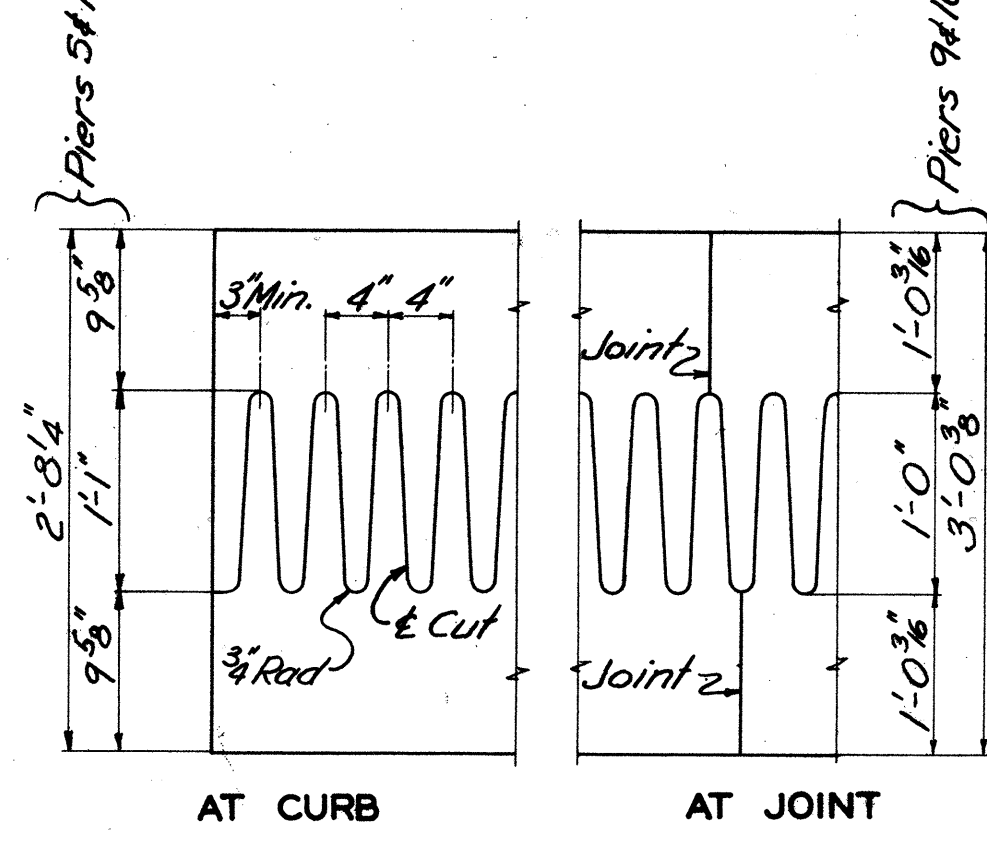 Piers 5 ¢
Piers 9 ¢ 10
2'-8 1/4"
9 5/8"
1'-1"
9 5/8"
3" Min.
4"
4"
3/4" Rad
℄ Cut
Joint
Joint
1'-0 3/16"
1'-0"
1'-0 3/16"
3'-0 3/8"
AT CURB
AT JOINT